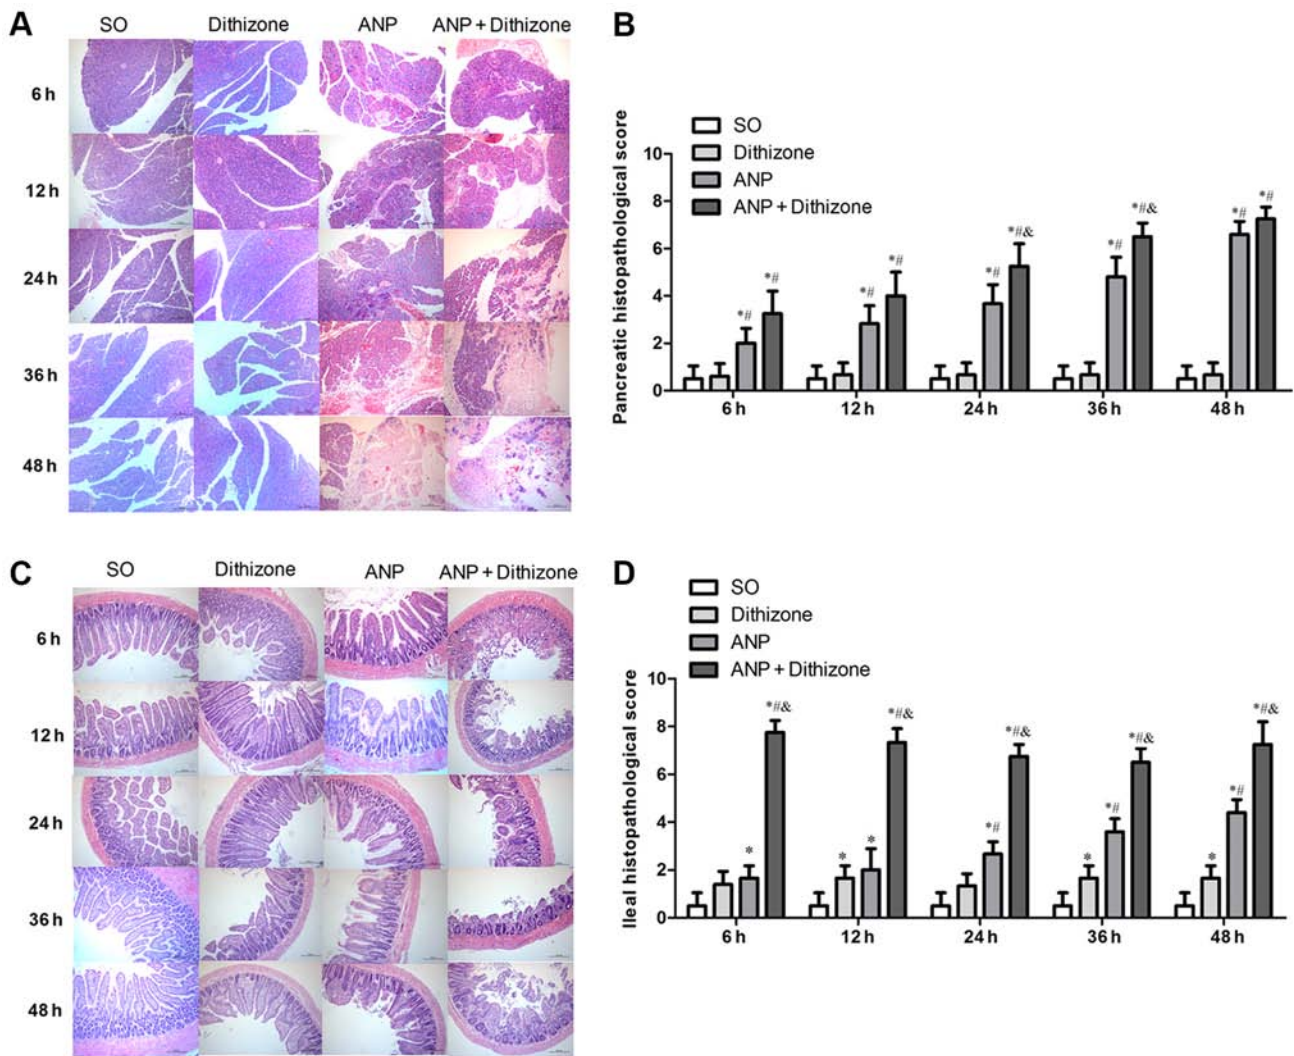 A
SO Dithizone ANP ANP + Dithizone
6 h
12 h
24 h
36 h
48 h
B
SO
Dithizone
ANP
ANP + Dithizone
Pancreatic histopathological score
10
8
6
4
2
0
*# *# *# *# *# *#& *# *#& *# *#
6 h 12 h 24 h 36 h 48 h
C
SO Dithizone ANP ANP + Dithizone
6 h
12 h
24 h
36 h
48 h
D
SO
Dithizone
ANP
ANP + Dithizone
Ileal histopathological score
10
8
6
4
2
0
* *#& * * *#& *# *#& * *# *#& * *# *#&
6 h 12 h 24 h 36 h 48 h